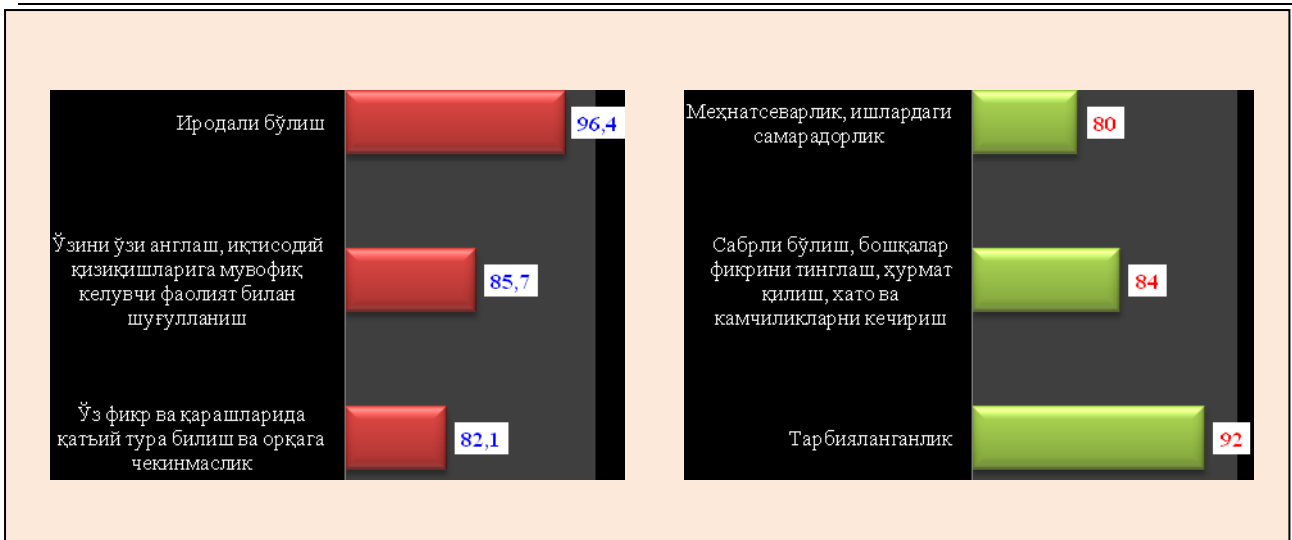 Иродали бўлиш
96,4
Ўзини ўзи англаш, иқтисодий
қизиқишларига мувофиқ
келувчи фаолият билан
шуғулланиш
85,7
Ўз фикр ва қарашларида
қатъий тура билиш ва орқага
чекинмаслик
82,1
Меҳнатсеварлик, ишлардаги
самарадорлик
80
Сабрли бўлиш, бошқалар
фикрини тинглаш, ҳурмат
қилиш, хато ва
камчиликларни кечириш
84
Тарбияланганлик
92